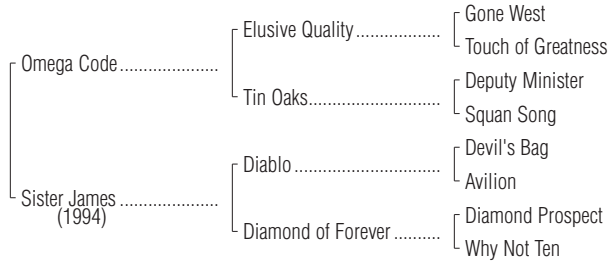 Gone West
Elusive Quality..................
Touch of Greatness
Omega Code.....................
Deputy Minister
Tin Oaks............................
Squan Song
Devil's Bag
Diablo ...............................
Avilion
Sister James .....................
(1994)
Diamond Prospect
Diamond of Forever ..........
Why Not Ten